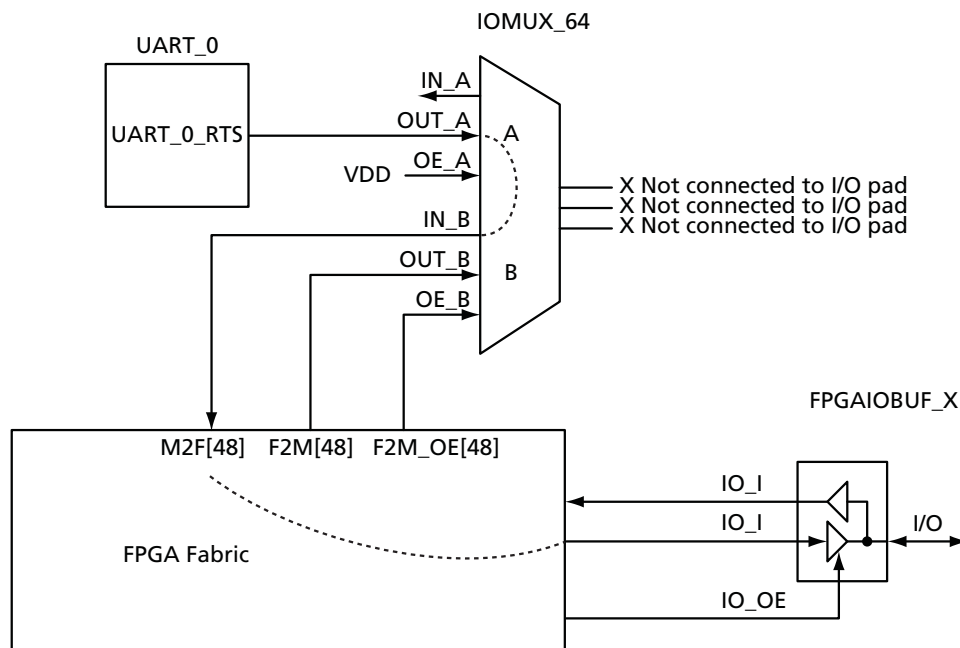 IOMUX_64
UART_0
IN_A
UART_0_RTS
OUT_A
A
VDD
OE_A
X Not connected to I/O pad
X Not connected to I/O pad
X Not connected to I/O pad
IN_B
OUT_B
B
OE_B
FPGAIOBUF_X
M2F[48] F2M[48] F2M_OE[48]
IO_I
IO_I
I/O
FPGA Fabric
IO_OE